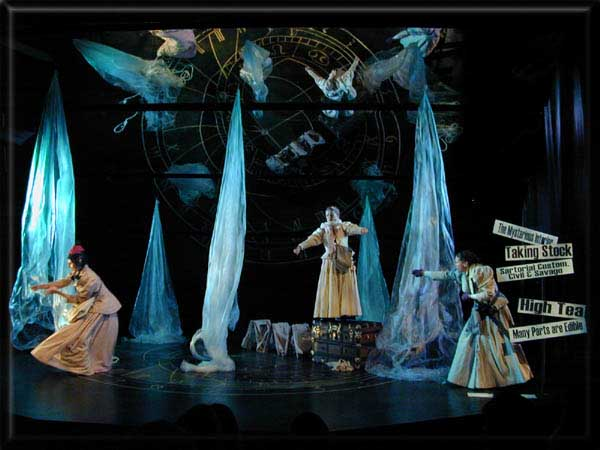 The Mysterious Interior
Taking Stock
Sartorial Custom,
Civil & Savage
High Tea
Many Parts are Edible